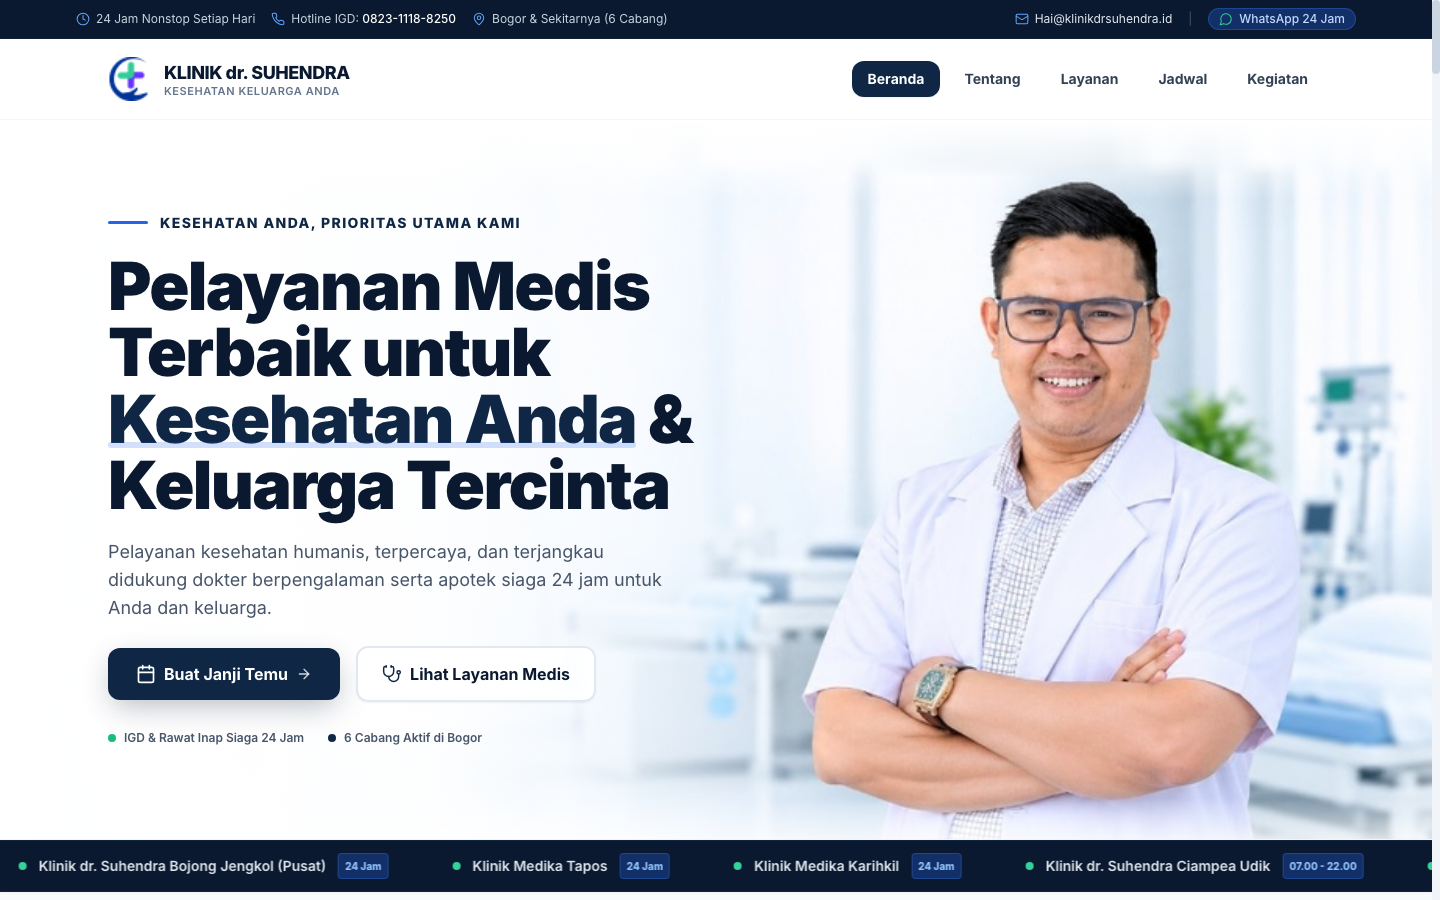 24 Jam Nonstop Setiap Hari
Hotline IGD: 0823-1118-8250
Bogor & Sekitarnya (6 Cabang)
Hai@klinikdrsuhendra.id
WhatsApp 24 Jam
KLINIK dr. SUHENDRA
KESEHATAN KELUARGA ANDA
Beranda
Tentang
Layanan
Jadwal
Kegiatan
KESEHATAN ANDA, PRIORITAS UTAMA KAMI
Pelayanan Medis
Terbaik untuk
Kesehatan Anda &
Keluarga Tercinta
Pelayanan kesehatan humanis, terpercaya, dan terjangkau
didukung dokter berpengalaman serta apotek siaga 24 jam untuk
Anda dan keluarga.
Buat Janji Temu
Lihat Layanan Medis
IGD & Rawat Inap Siaga 24 Jam
6 Cabang Aktif di Bogor
Klinik dr. Suhendra Bojong Jengkol (Pusat)
24 Jam
Klinik Medika Tapos
24 Jam
Klinik Medika Karihkil
24 Jam
Klinik dr. Suhendra Ciampea Udik
07.00 - 22.00